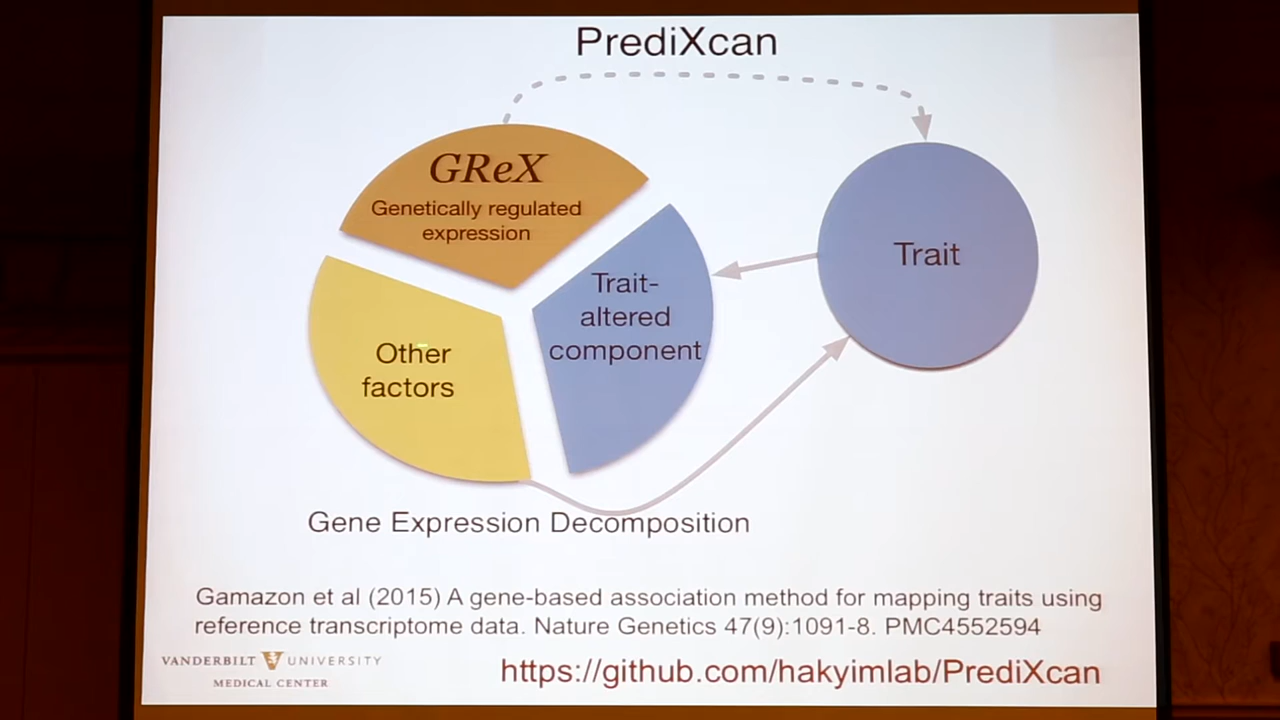 PrediXcan
GReX
Genetically regulated
expression
Trait-
altered
component
Trait
Other
factors
Gene Expression Decomposition
Gamazon et al (2015) A gene-based association method for mapping traits using
reference transcriptome data. Nature Genetics 47(9):1091-8. PMC4552594
VANDERBILT UNIVERSITY
MEDICAL CENTER
https://github.com/hakyimlab/PrediXcan